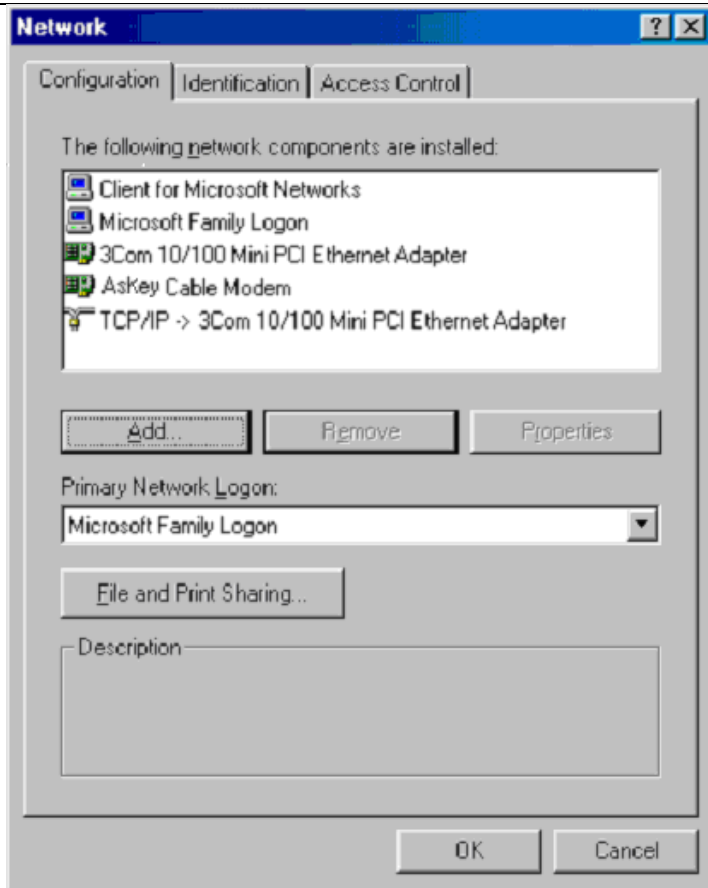 Network
Configuration Identification Access Control
The following network components are installed:
Client for Microsoft Networks
Microsoft Family Logon
3Com 10/100 Mini PCI Ethernet Adapter
Askey Cable Modem
TCP/IP -> 3Com 10/100 Mini PCI Ethernet Adapter
Add... Remove Properties
Primary Network Logon:
Microsoft Family Logon
File and Print Sharing...
Description
OK Cancel